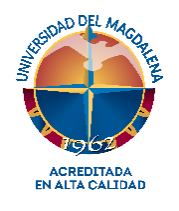 UNIVERSIDAD DEL MAGDALENA
1962
ACREDITADA
EN ALTA CALIDAD